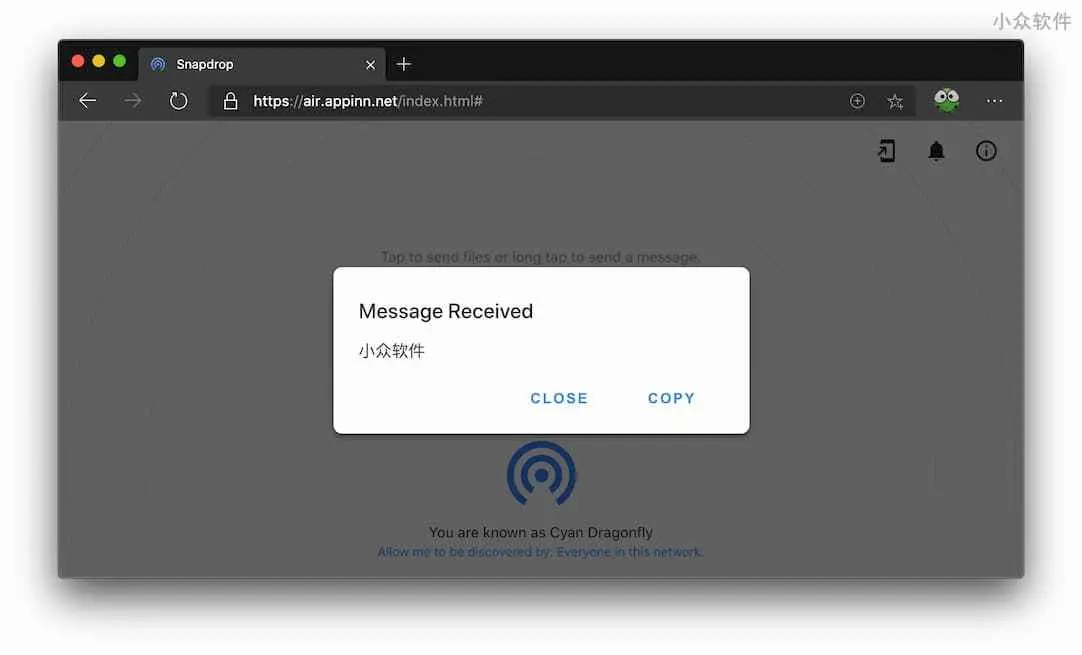 小众软件
Snapdrop
https://air.appinn.net/index.html#
Tap to send files or long tap to send a message.
Message Received
小众软件
CLOSE COPY
You are known as Cyan Dragonfly
Allow me to be discovered by: Everyone in this network.